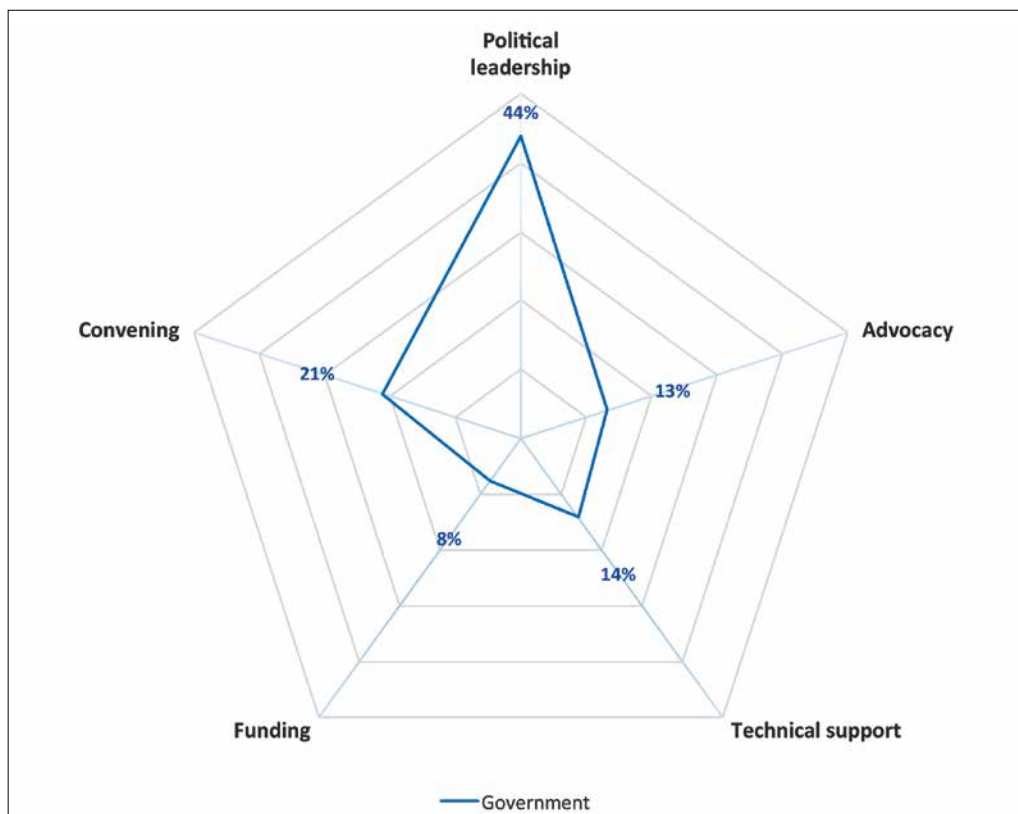 Political
leadership
44%
Convening
Advocacy
21%
13%
8%
14%
Funding
Technical support
Government